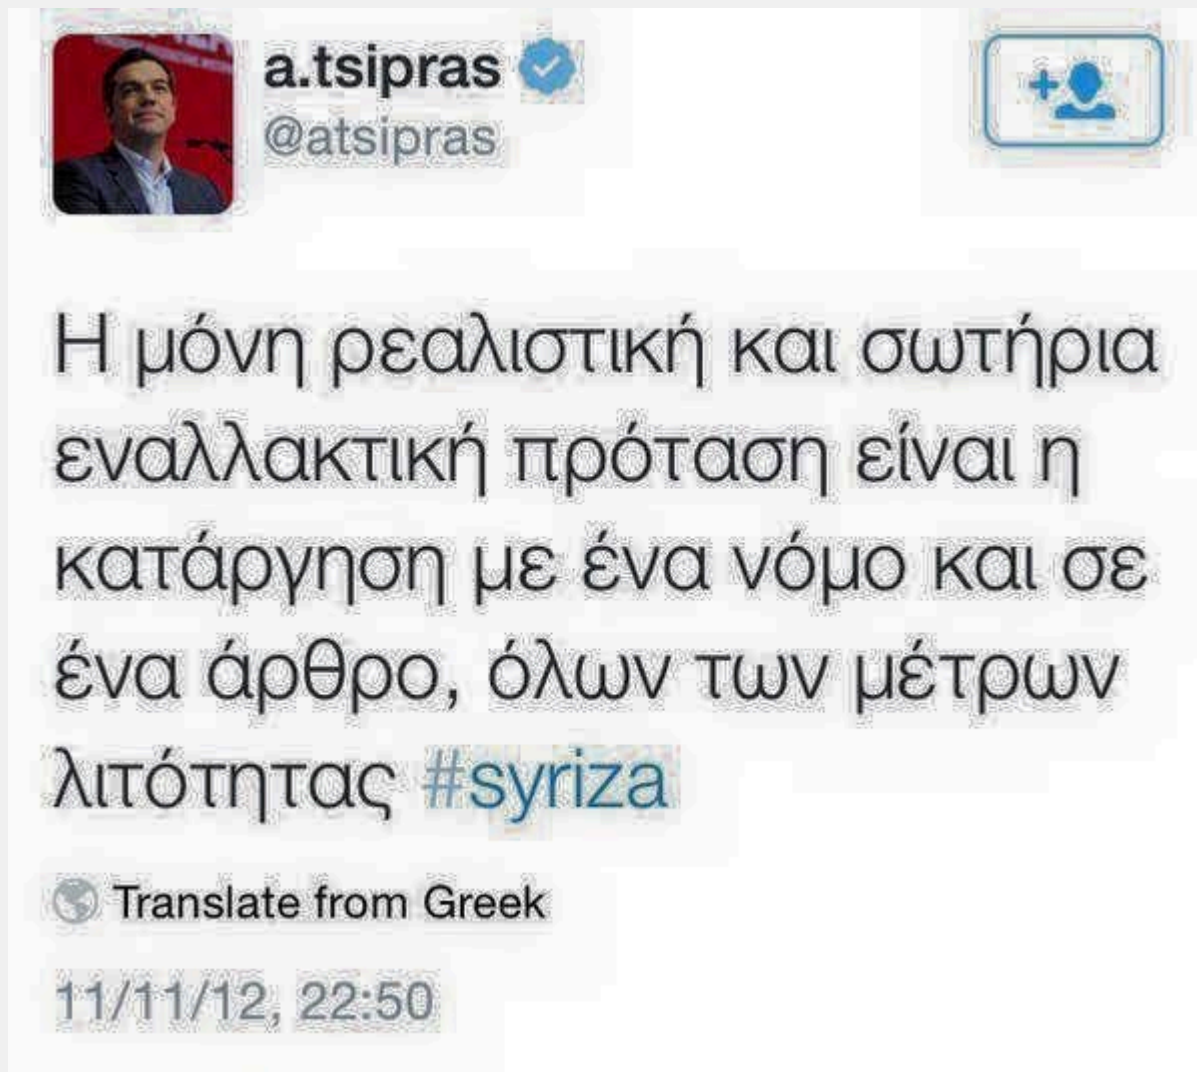 a.tsipras
@atsipras
Η μόνη ρεαλιστική και σωτήρια
εναλλακτική πρόταση είναι η
κατάργηση με ένα νόμο και σε
ένα άρθρο, όλων των μέτρων
λιτότητας #syriza
Translate from Greek
11/11/12, 22:50